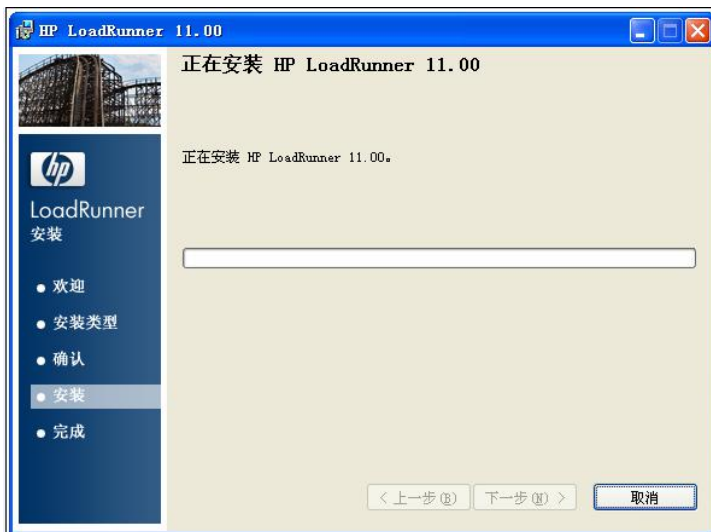 HP LoadRunner 11.00
正在安装 HP LoadRunner 11.00
正在安装 HP LoadRunner 11.00。
hp
LoadRunner
安装
欢迎
安装类型
确认
安装
完成
< 上一步(B)
下一步(N) >
取消